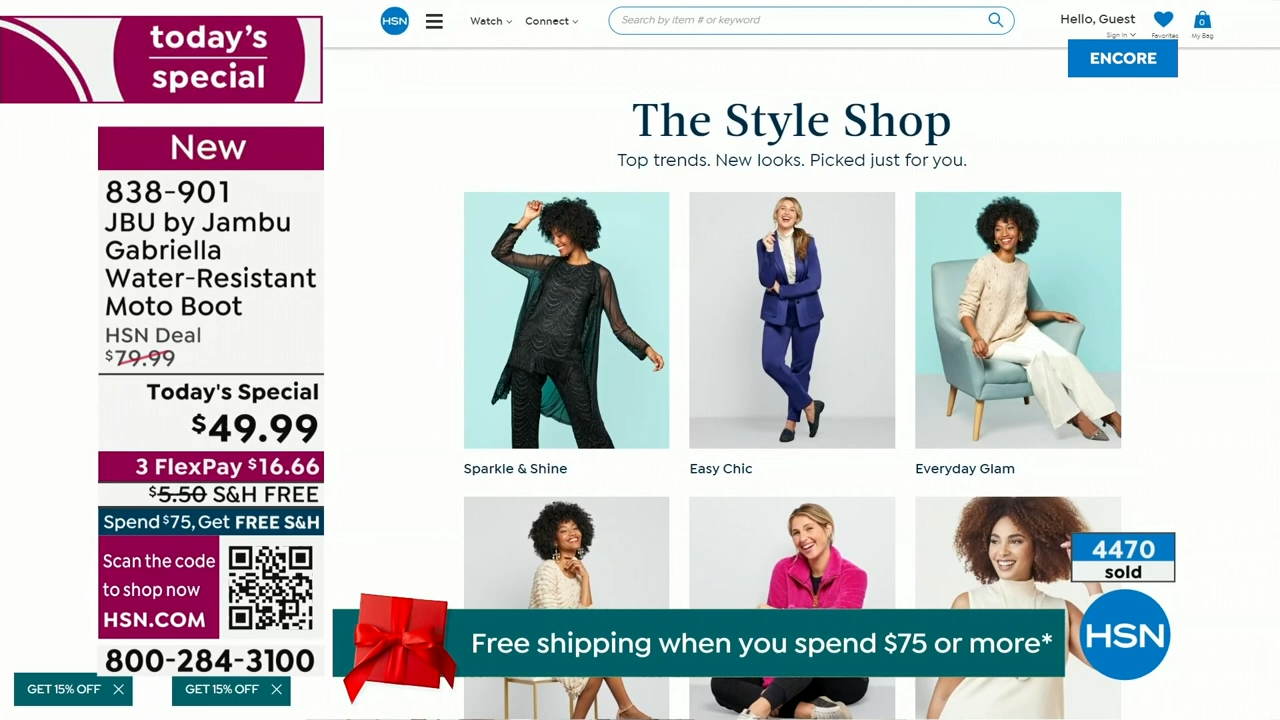 today's
special
New
838-901
JBU by Jambu
Gabriella
Water-Resistant
Moto Boot
HSN Deal
$79.99
Today's Special
$49.99
3 FlexPay $16.66
$5.50 S&H FREE
Spend $75, Get FREE S&H
Scan the code
to shop now
HSN.COM
800-284-3100
GET 15% OFF
GET 15% OFF
HSN
Watch
Connect
Search by item # or keyword
Hello, Guest
Sign In
Favorites
0
My Bag
ENCORE
The Style Shop
Top trends. New looks. Picked just for you.
Sparkle & Shine
Easy Chic
Everyday Glam
4470
sold
Free shipping when you spend $75 or more*
HSN